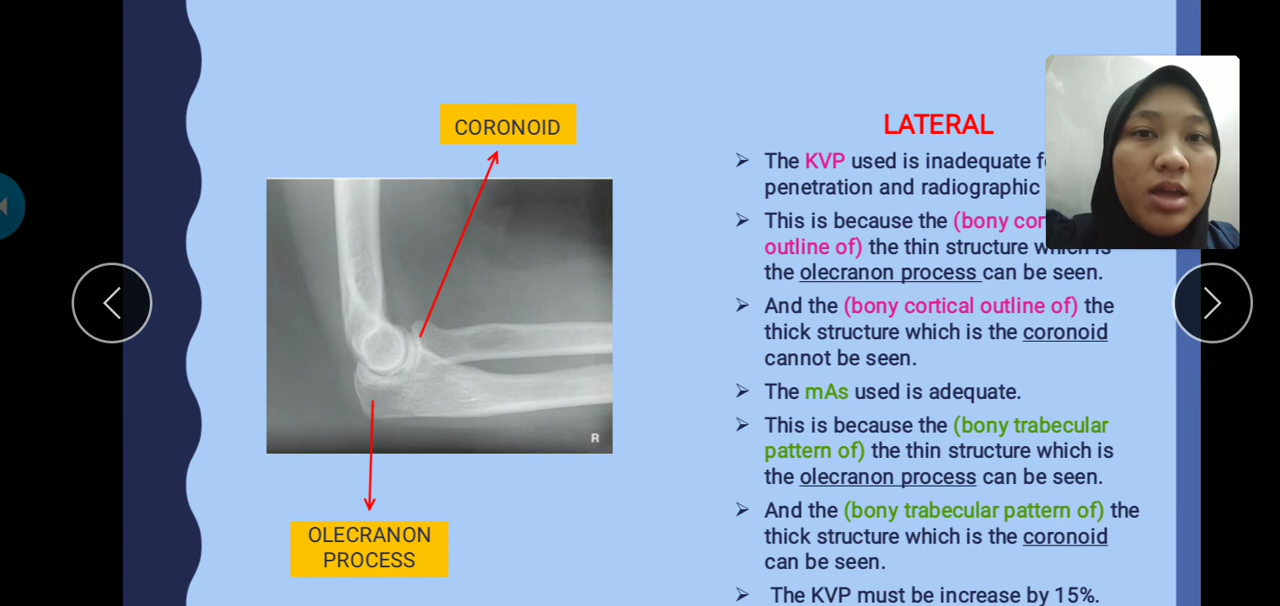 CORONOID
R
OLECRANON
PROCESS
LATERAL
➢ The KVP used is inadequate
penetration and radiographic
➢ This is because the (bony
outline of) the thin structure which is
the olecranon process can be seen.
➢ And the (bony cortical outline of) the
thick structure which is the coronoid
cannot be seen.
➢ The mAs used is adequate.
➢ This is because the (bony trabecular
pattern of) the thin structure which is
the olecranon process can be seen.
➢ And the (bony trabecular pattern of) the
thick structure which is the coronoid
can be seen.
➢ The KVP must be increase by 15%.